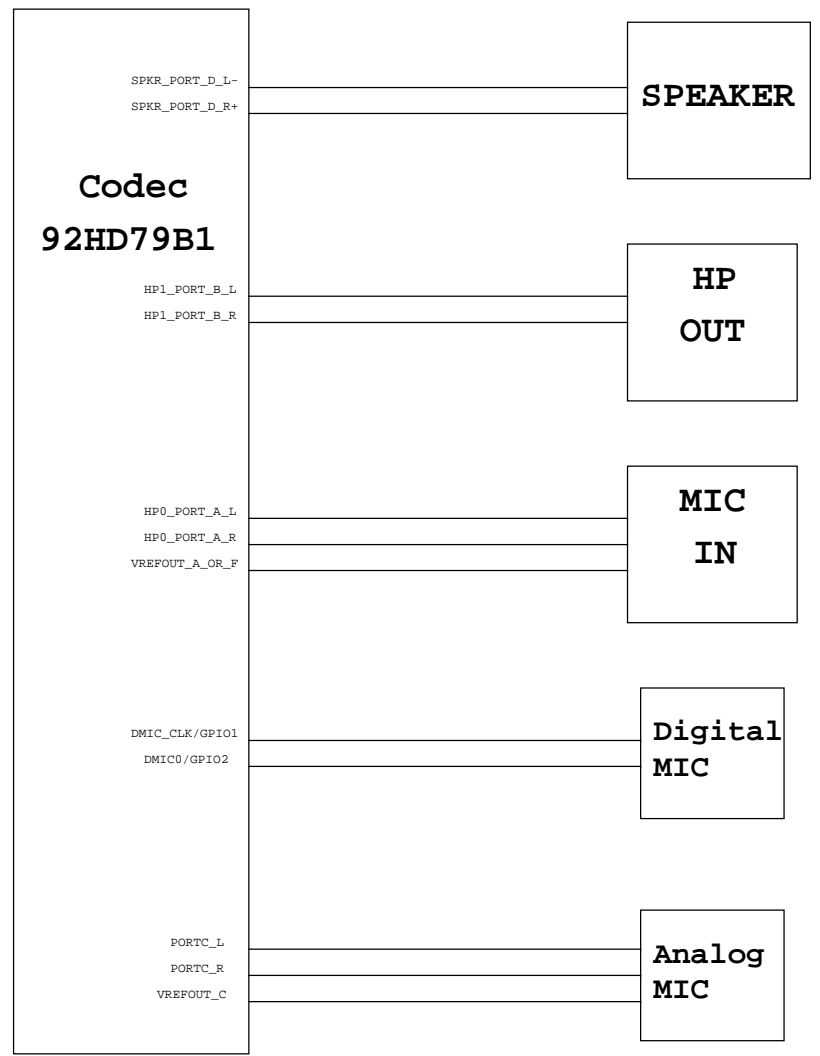 SPKR_PORT_D_L-
SPKR_PORT_D_R+
SPEAKER
Codec
92HD79B1
HP1_PORT_B_L
HP1_PORT_B_R
HP
OUT
HP0_PORT_A_L
HP0_PORT_A_R
VREFOUT_A_OR_F
MIC
IN
DMIC_CLK/GPIO1
DMIC0/GPIO2
Digital
MIC
PORTC_L
PORTC_R
VREFOUT_C
Analog
MIC